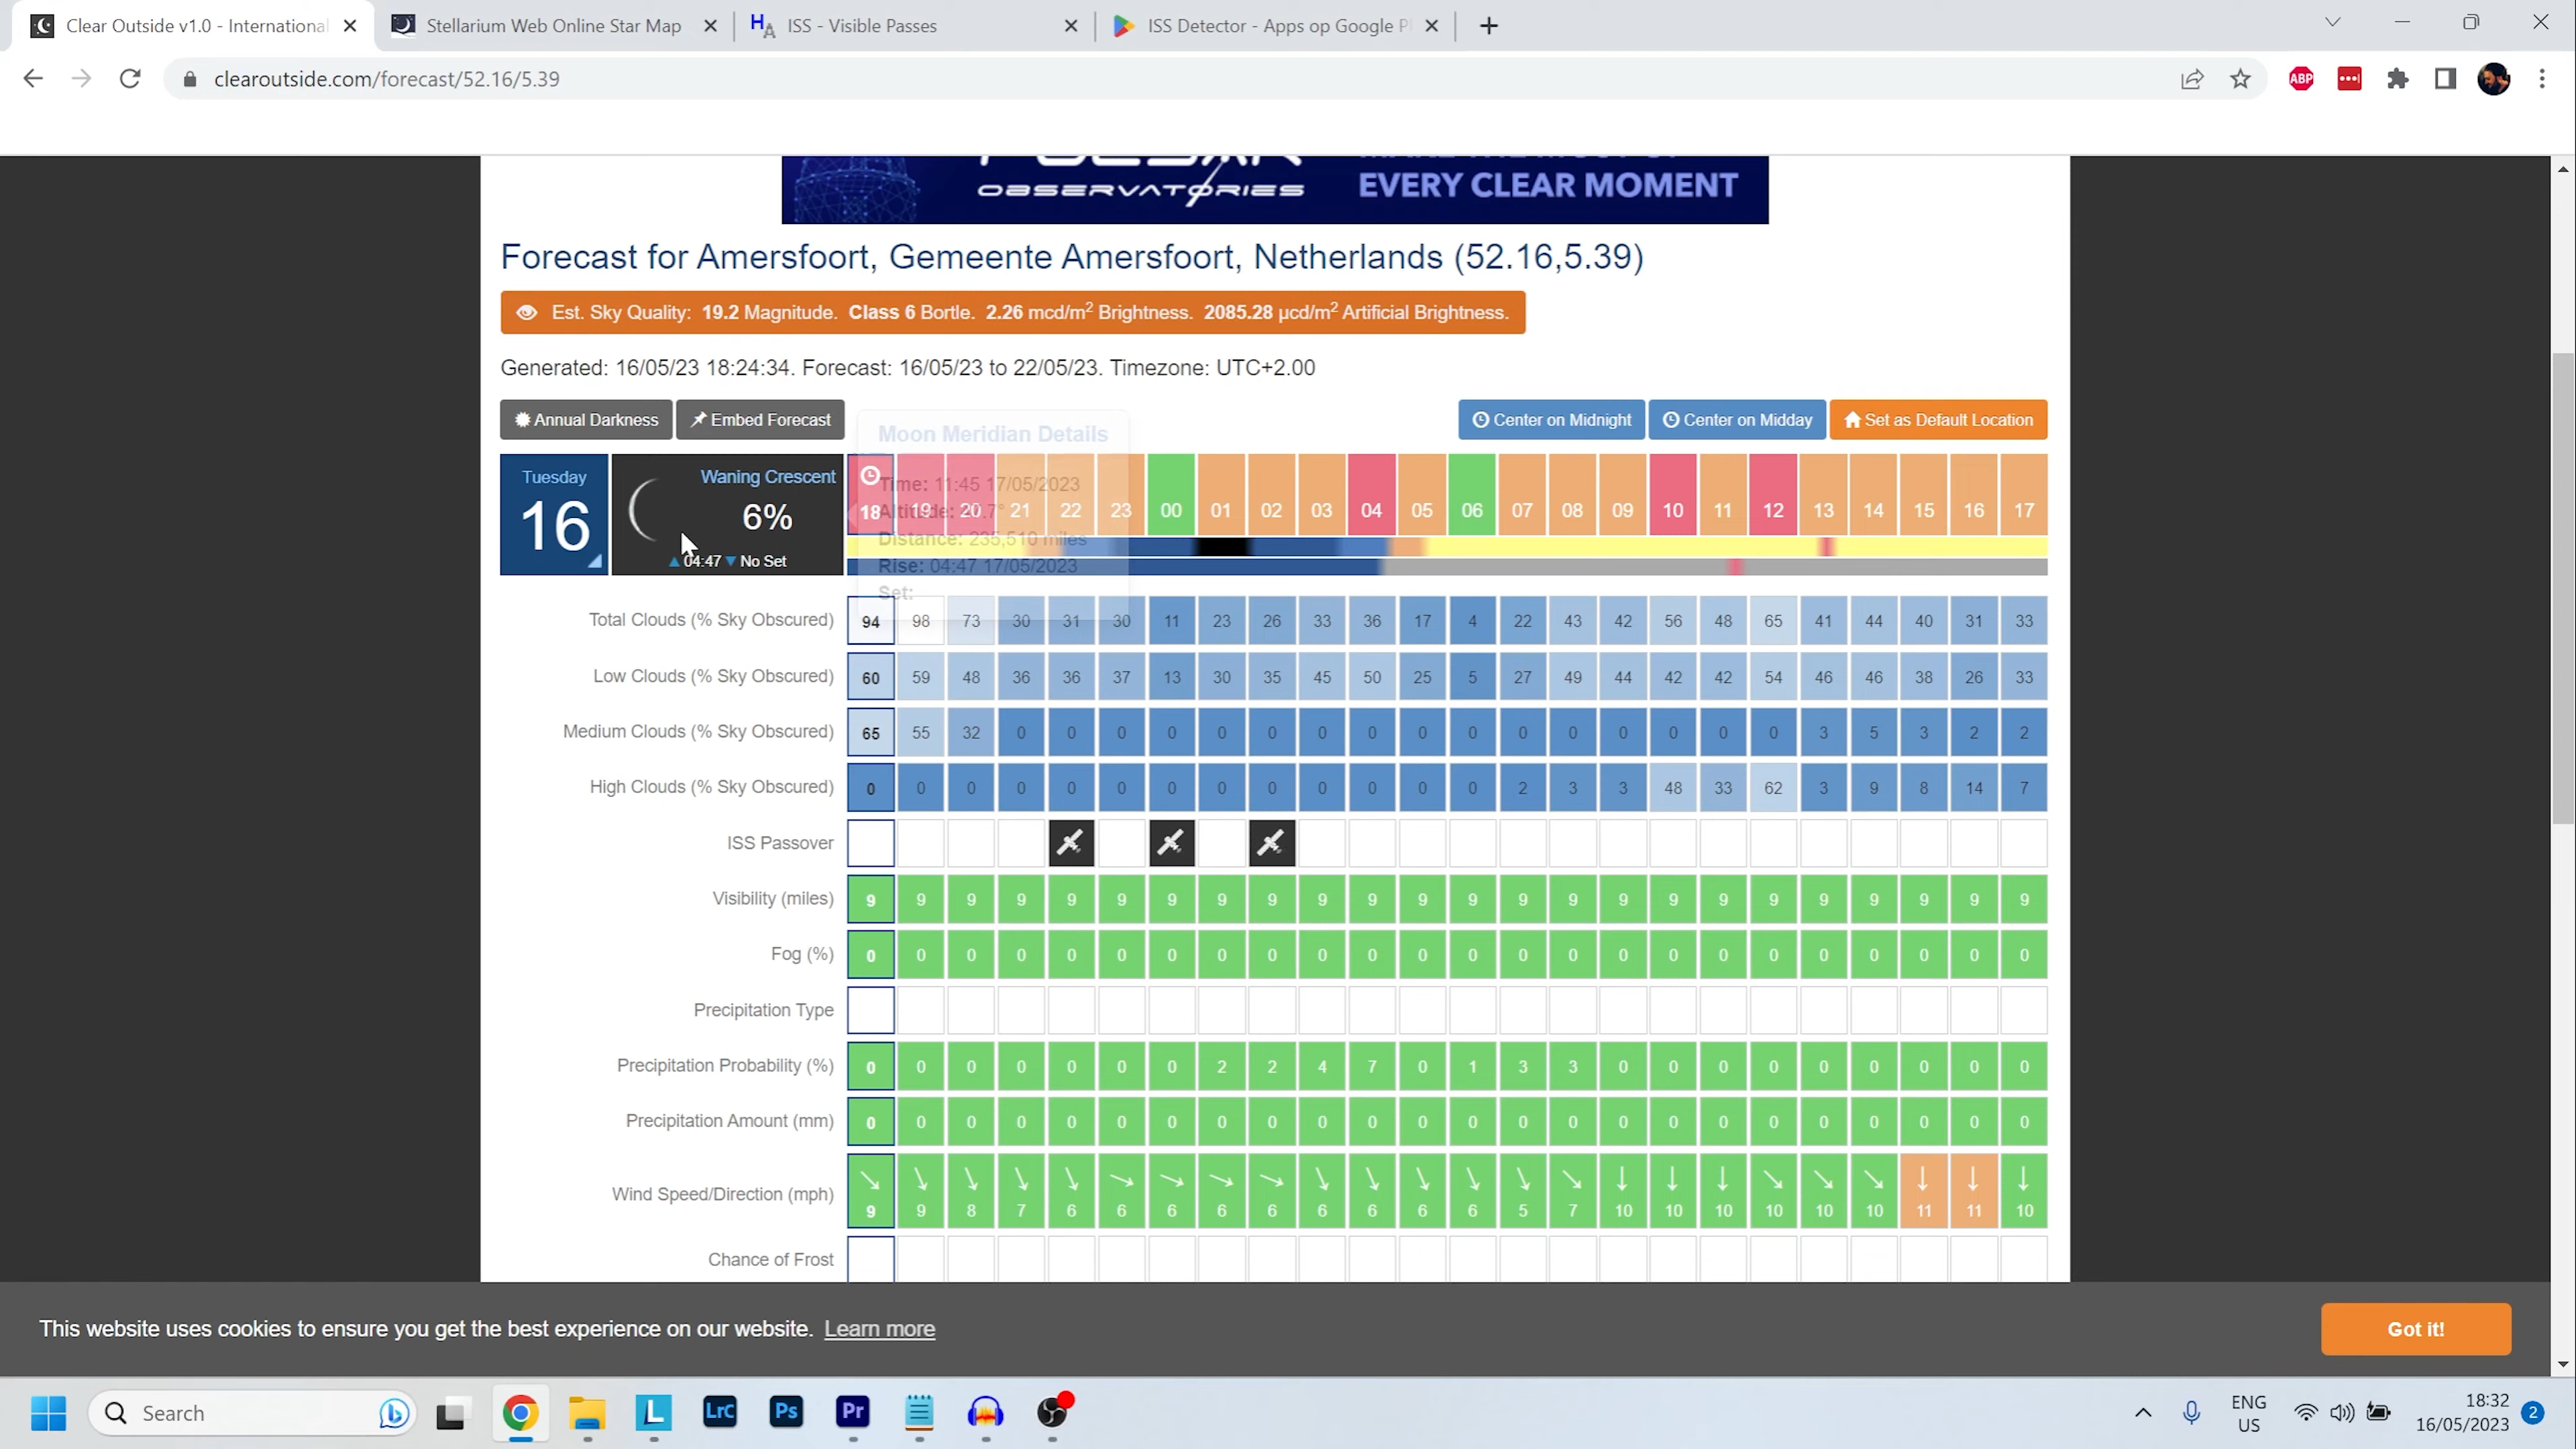 Clear Outside v1.0 - International
Stellarium Web Online Star Map
HA ISS - Visible Passes
ISS Detector - Apps op Google Pl
clearoutside.com/forecast/52.16/5.39
ABP
OBSERVATORIES
EVERY CLEAR MOMENT
Forecast for Amersfoort, Gemeente Amersfoort, Netherlands (52.16,5.39)
Est. Sky Quality: 19.2 Magnitude. Class 6 Bortle. 2.26 mcd/m² Brightness. 2085.28 μcd/m² Artificial Brightness.
Generated: 16/05/23 18:24:34. Forecast: 16/05/23 to 22/05/23. Timezone: UTC+2.00
Annual Darkness Embed Forecast Center on Midnight Center on Midday Set as Default Location
Moon Meridian Details
Time: 11:45 17/05/2023
Distance: 235,510 miles
Rise: 04:47 17/05/2023
Set:
Tuesday
16
Waning Crescent
6%
04:47 No Set
18 19 20 21 22 23 00 01 02 03 04 05 06 07 08 09 10 11 12 13 14 15 16 17
Total Clouds (% Sky Obscured) 94 98 73 30 31 30 11 23 26 33 36 17 4 22 43 42 56 48 65 41 44 40 31 33
Low Clouds (% Sky Obscured) 60 59 48 36 36 37 13 30 35 45 50 25 5 27 49 44 42 42 54 46 46 38 26 33
Medium Clouds (% Sky Obscured) 65 55 32 0 0 0 0 0 0 0 0 0 0 0 0 0 0 0 0 3 5 3 2 2
High Clouds (% Sky Obscured) 0 0 0 0 0 0 0 0 0 0 0 0 0 2 3 3 48 33 62 3 9 8 14 7
ISS Passover
Visibility (miles) 9 9 9 9 9 9 9 9 9 9 9 9 9 9 9 9 9 9 9 9 9 9 9 9
Fog (%) 0 0 0 0 0 0 0 0 0 0 0 0 0 0 0 0 0 0 0 0 0 0 0 0
Precipitation Type
Precipitation Probability (%) 0 0 0 0 0 0 0 2 2 4 7 0 1 3 3 0 0 0 0 0 0 0 0 0
Precipitation Amount (mm) 0 0 0 0 0 0 0 0 0 0 0 0 0 0 0 0 0 0 0 0 0 0 0 0
Wind Speed/Direction (mph) 9 9 8 7 6 6 6 6 6 6 6 6 6 5 7 10 10 10 10 10 10 11 11 10
Chance of Frost
This website uses cookies to ensure you get the best experience on our website. Learn more
Got it!
Search
L
LrC
Ps
Pr
ENG
US
18:32
16/05/2023
2